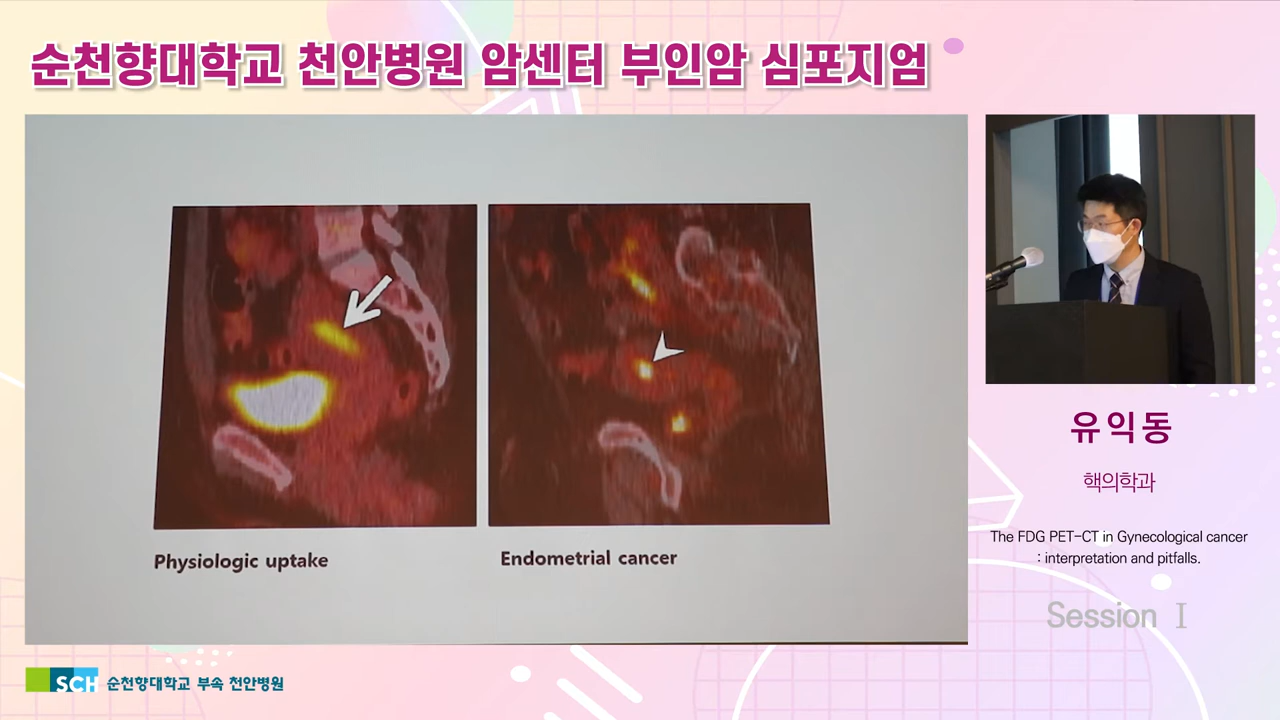 순천향대학교 천안병원 암센터 부인암 심포지엄
Physiologic uptake
Endometrial cancer
유익동
핵의학과
The FDG PET-CT in Gynecological cancer
: interpretation and pitfalls.
Session Ⅰ
SCH 순천향대학교 부속 천안병원